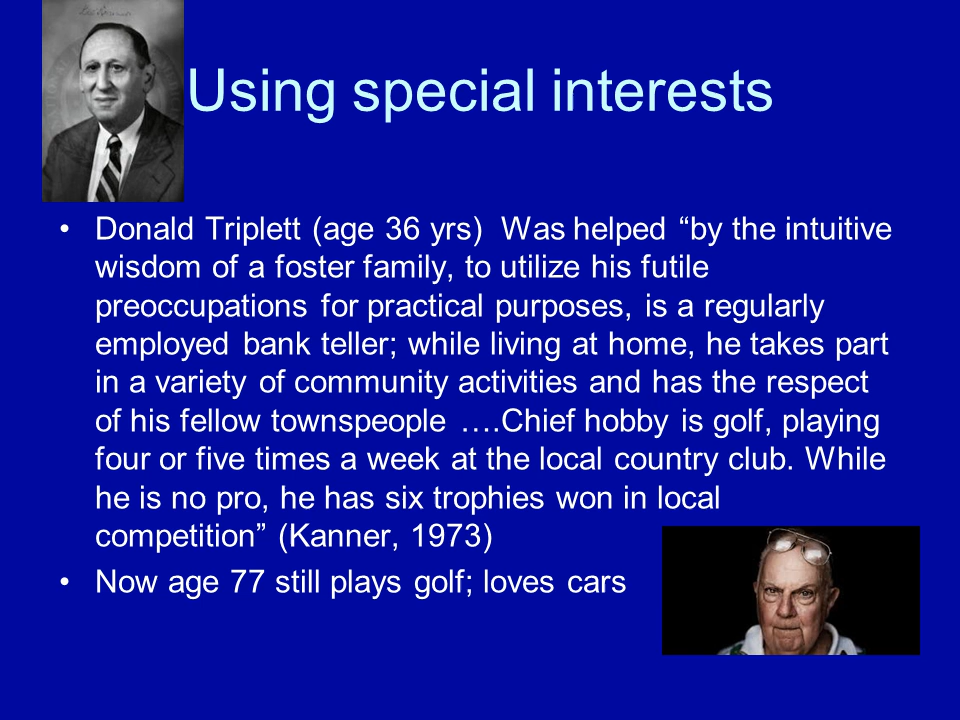 Using special interests
• Donald Triplett (age 36 yrs)  Was helped “by the intuitive
wisdom of a foster family, to utilize his futile
preoccupations for practical purposes, is a regularly
employed bank teller; while living at home, he takes part
in a variety of community activities and has the respect
of his fellow townspeople ….Chief hobby is golf, playing
four or five times a week at the local country club. While
he is no pro, he has six trophies won in local
competition” (Kanner, 1973)
• Now age 77 still plays golf; loves cars